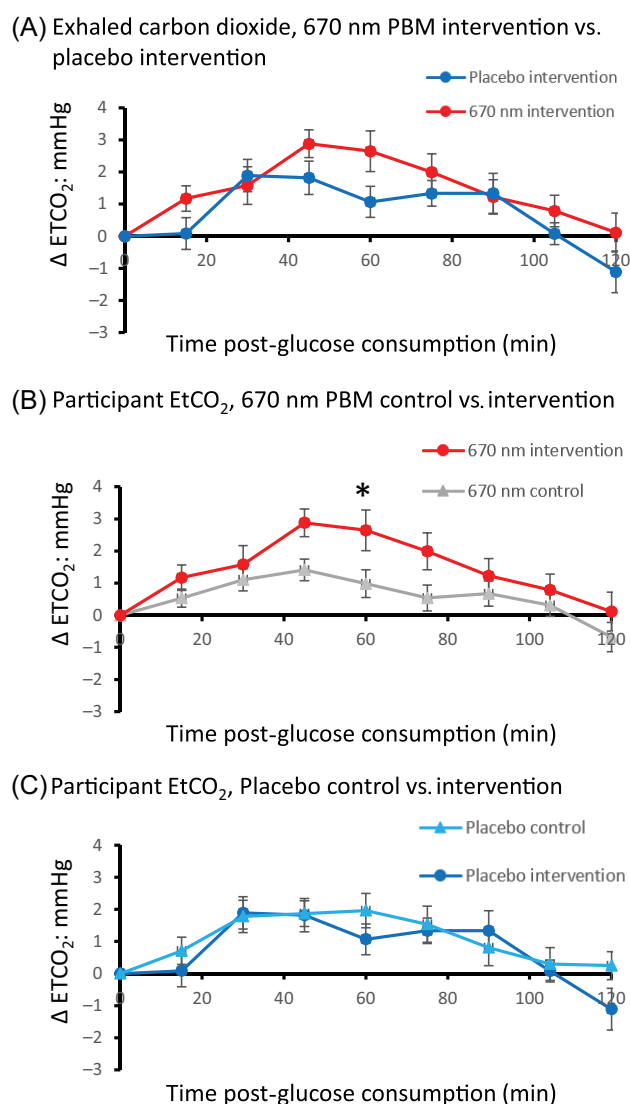 (A) Exhaled carbon dioxide, 670 nm PBM intervention vs.
placebo intervention
Placebo intervention
670 nm intervention
Δ ETCO₂: mmHg
4
3
2
1
0
−1
−2
−3
0 20 40 60 80 100 120
Time post-glucose consumption (min)
(B) Participant EtCO₂, 670 nm PBM control vs. intervention
670 nm intervention
670 nm control
*
Δ ETCO₂: mmHg
4
3
2
1
0
−1
−2
−3
0 20 40 60 80 100 120
Time post-glucose consumption (min)
(C) Participant EtCO₂, Placebo control vs. intervention
Placebo control
Placebo intervention
Δ ETCO₂: mmHg
4
3
2
1
0
−1
−2
−3
0 20 40 60 80 100 120
Time post-glucose consumption (min)